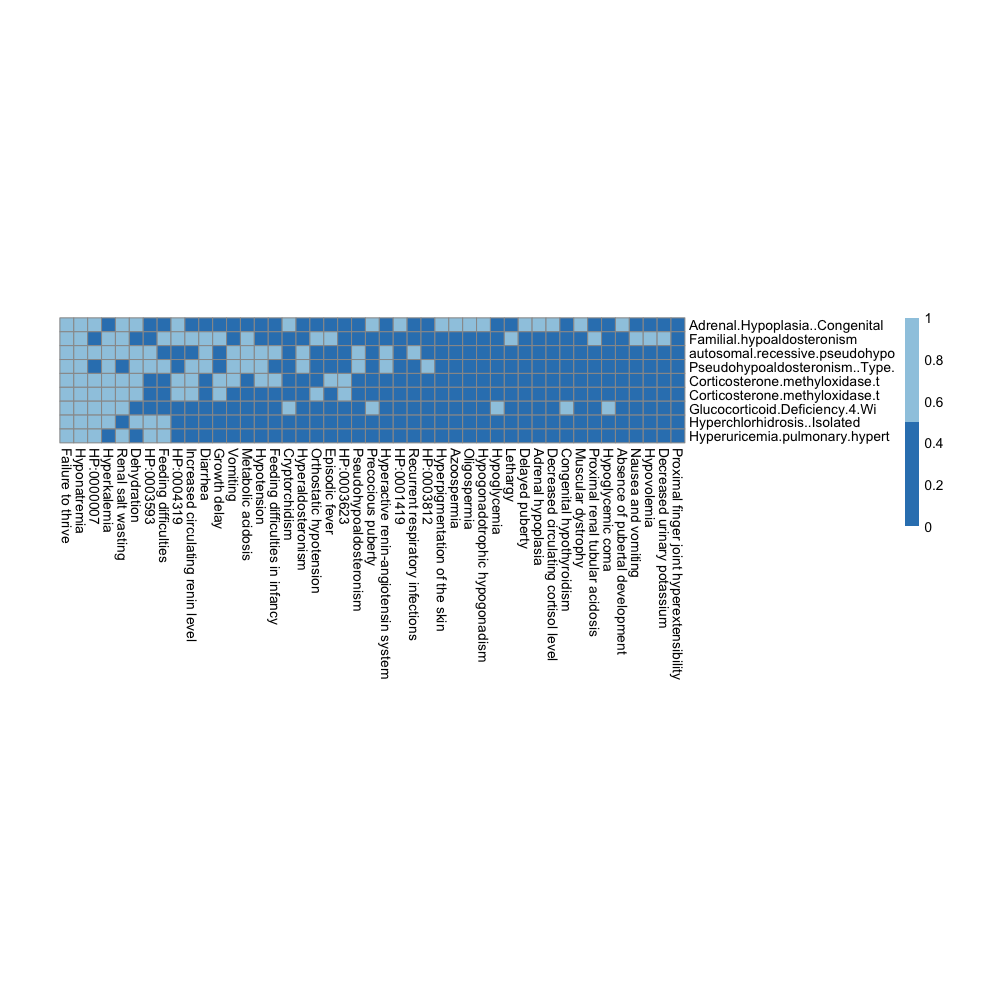 Adrenal.Hypoplasia..Congenital
Familial.hypoaldosteronism
autosomal.recessive.pseudohypo
Pseudohypoaldosteronism..Type.
Corticosterone.methyloxidase.t
Corticosterone.methyloxidase.t
Glucocorticoid.Deficiency.4.Wi
Hyperchlorhidrosis..Isolated
Hyperuricemia.pulmonary.hypert
1
0.8
0.6
0.4
0.2
0
Failure to thrive
Hyponatremia
HP:0000007
Hyperkalemia
Renal salt wasting
Dehydration
HP:0003593
Feeding difficulties
HP:0004319
Increased circulating renin level
Diarrhea
Growth delay
Vomiting
Metabolic acidosis
Hypotension
Feeding difficulties in infancy
Cryptorchidism
Hyperaldosteronism
Orthostatic hypotension
Episodic fever
HP:0003623
Pseudohypoaldosteronism
Precocious puberty
Hyperactive renin-angiotensin system
HP:0001419
Recurrent respiratory infections
HP:0003812
Hyperpigmentation of the skin
Azoospermia
Oligospermia
Hypogonadotrophic hypogonadism
Hypoglycemia
Lethargy
Delayed puberty
Adrenal hypoplasia
Decreased circulating cortisol level
Congenital hypothyroidism
Muscular dystrophy
Proximal renal tubular acidosis
Hypoglycemic coma
Absence of pubertal development
Nausea and vomiting
Hypovolemia
Decreased urinary potassium
Proximal finger joint hyperextensibility